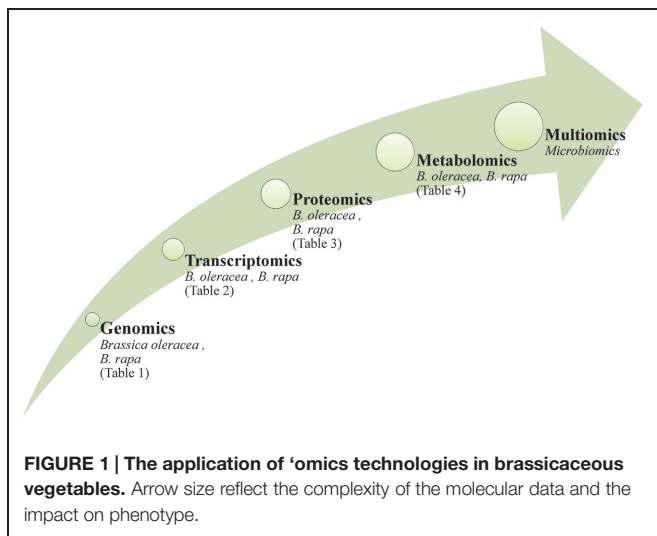 Multiomics
Microbiomics
Metabolomics
B. oleracea, B. rapa
(Table 4)
Proteomics
B. oleracea ,
B. rapa
(Table 3)
Transcriptomics
B. oleracea , B. rapa
(Table 2)
Genomics
Brassica oleracea ,
B. rapa
(Table 1)
FIGURE 1 | The application of ‘omics technologies in brassicaceous
vegetables. Arrow size reflect the complexity of the molecular data and the
impact on phenotype.